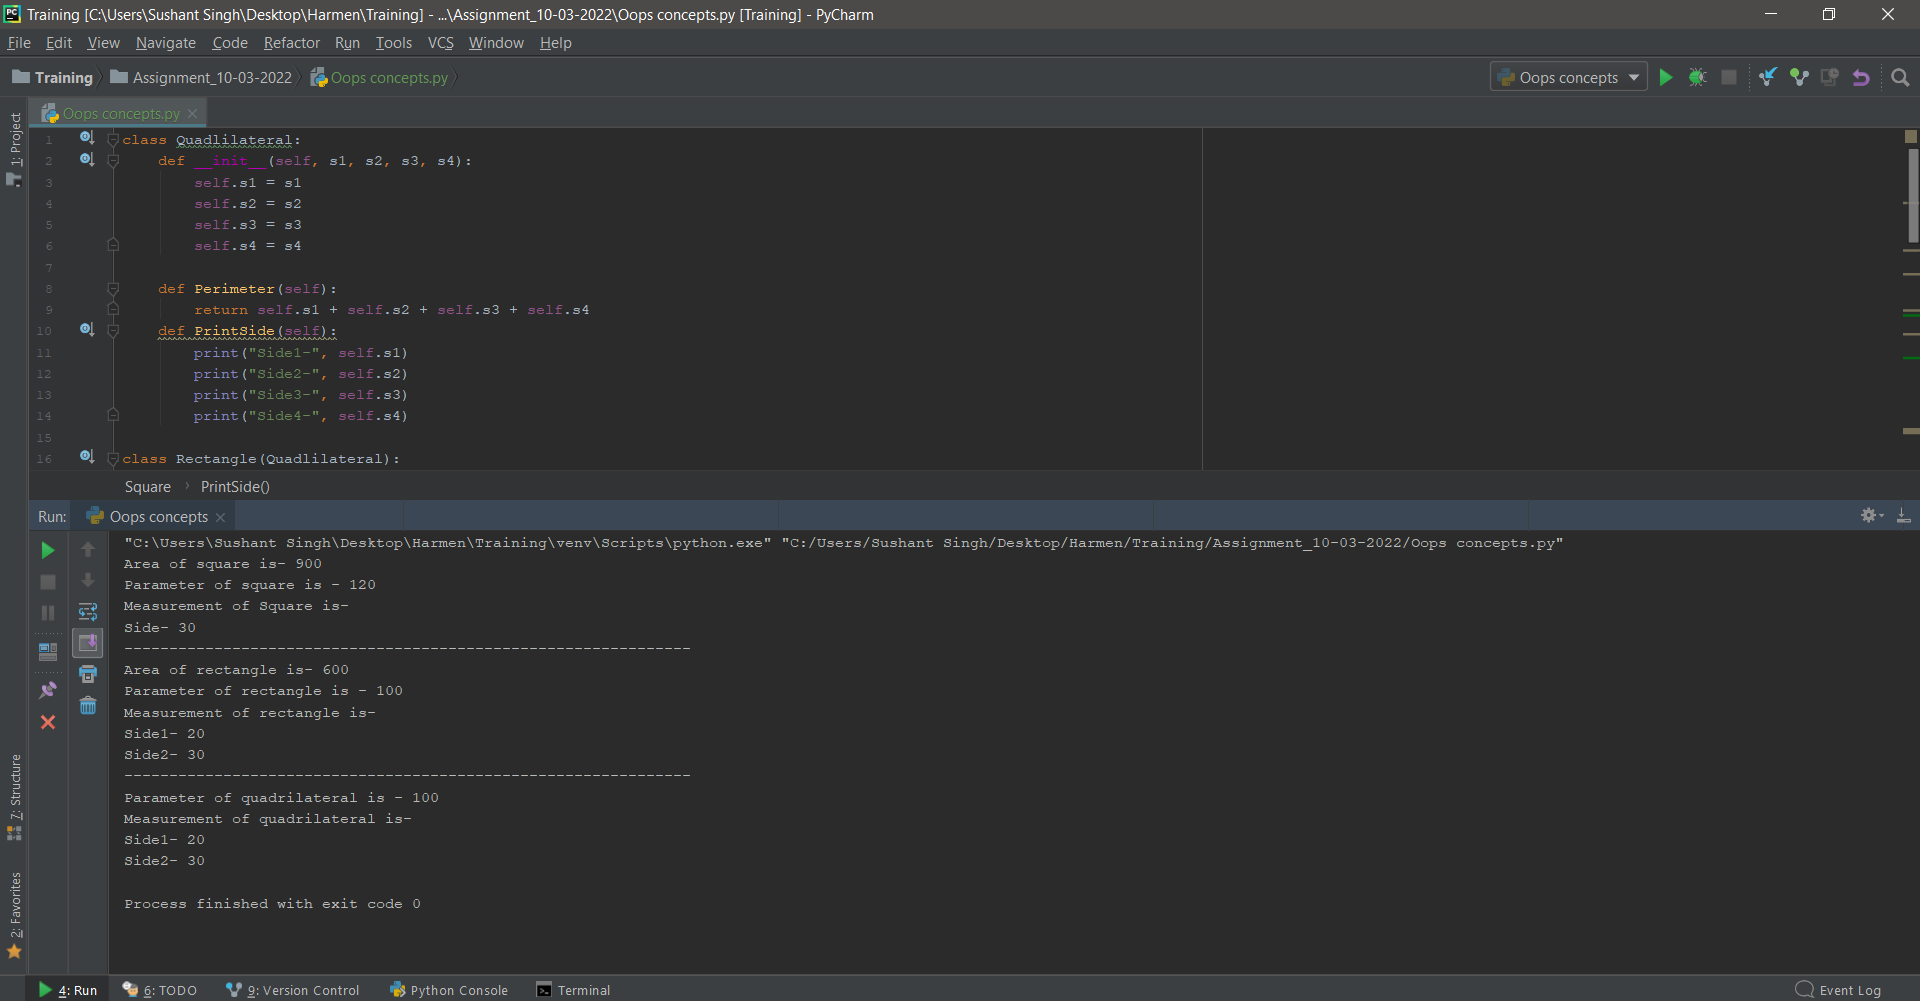 Training [C:\Users\Sushant Singh\Desktop\Harmen\Training] - ...\Assignment_10-03-2022\Oops concepts.py [Training] - PyCharm
File Edit View Navigate Code Refactor Run Tools VCS Window Help
Training Assignment_10-03-2022 Oops concepts.py Oops concepts
Oops concepts.py
1: Project
1 class Quadlilateral:
2     def __init__(self, s1, s2, s3, s4):
3         self.s1 = s1
4         self.s2 = s2
5         self.s3 = s3
6         self.s4 = s4
7
8     def Perimeter(self):
9         return self.s1 + self.s2 + self.s3 + self.s4
10     def PrintSide(self):
11         print("Side1-", self.s1)
12         print("Side2-", self.s2)
13         print("Side3-", self.s3)
14         print("Side4-", self.s4)
15
16 class Rectangle(Quadlilateral):
Square › PrintSide()
Run: Oops concepts
"C:\Users\Sushant Singh\Desktop\Harmen\Training\venv\Scripts\python.exe" "C:/Users/Sushant Singh/Desktop/Harmen/Training/Assignment_10-03-2022/Oops concepts.py"
Area of square is- 900
Parameter of square is - 120
Measurement of Square is-
Side- 30
---------------------------------------------------------------
Area of rectangle is- 600
Parameter of rectangle is - 100
Measurement of rectangle is-
Side1- 20
Side2- 30
---------------------------------------------------------------
Parameter of quadrilateral is - 100
Measurement of quadrilateral is-
Side1- 20
Side2- 30
Process finished with exit code 0
7: Structure
2: Favorites
4: Run 6: TODO 9: Version Control Python Console Terminal Event Log